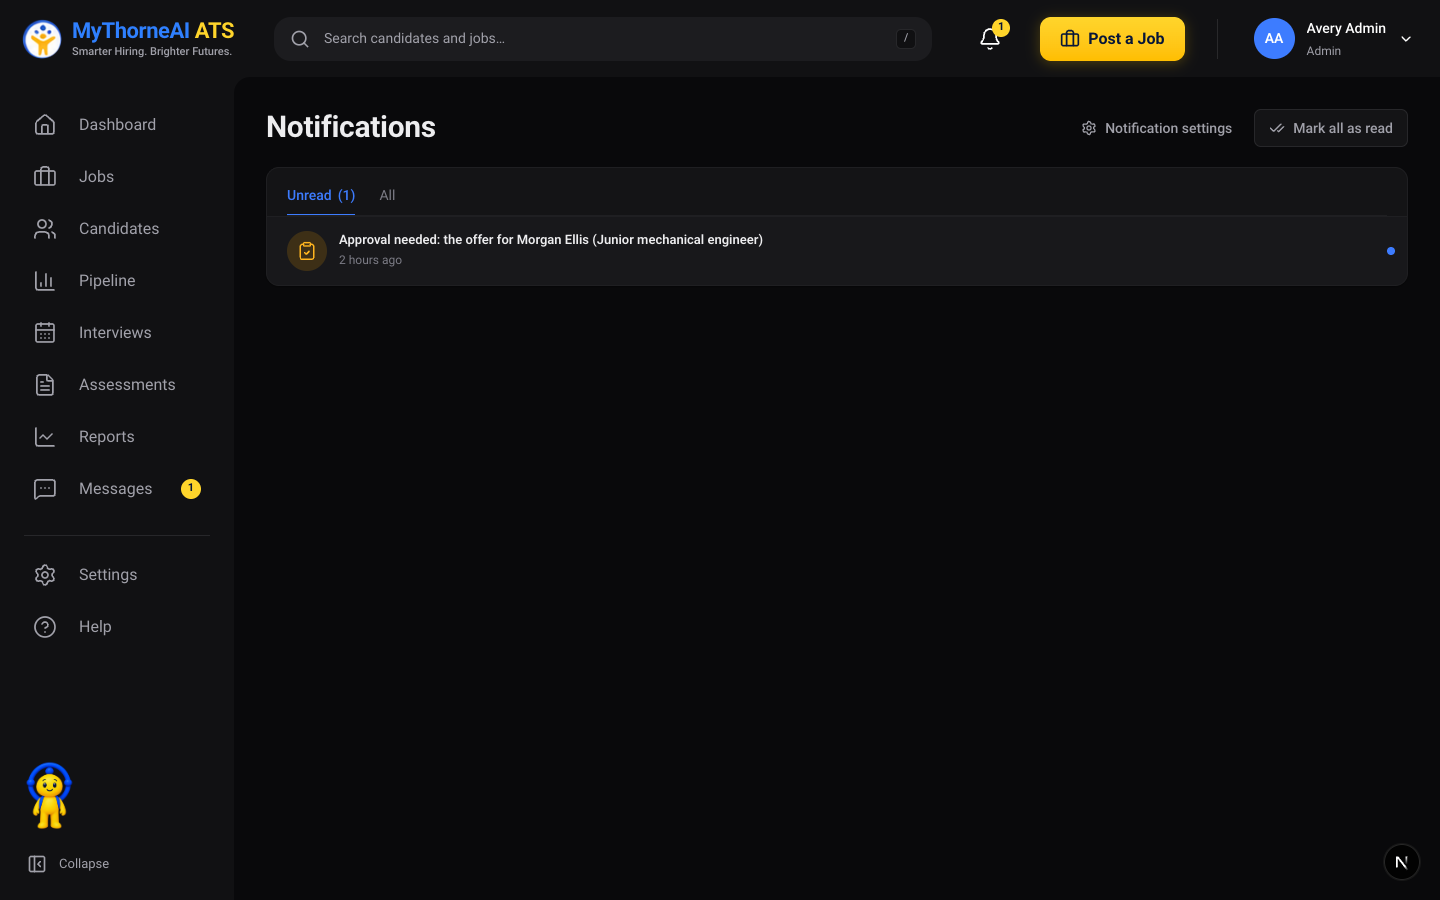 MyThorneAI ATS
Smarter Hiring. Brighter Futures.
Search candidates and jobs...
/
1
Post a Job
AA
Avery Admin
Admin
Dashboard
Jobs
Candidates
Pipeline
Interviews
Assessments
Reports
Messages
1
Settings
Help
Collapse
Notifications
Notification settings
Mark all as read
Unread (1)
All
Approval needed: the offer for Morgan Ellis (Junior mechanical engineer)
2 hours ago
N